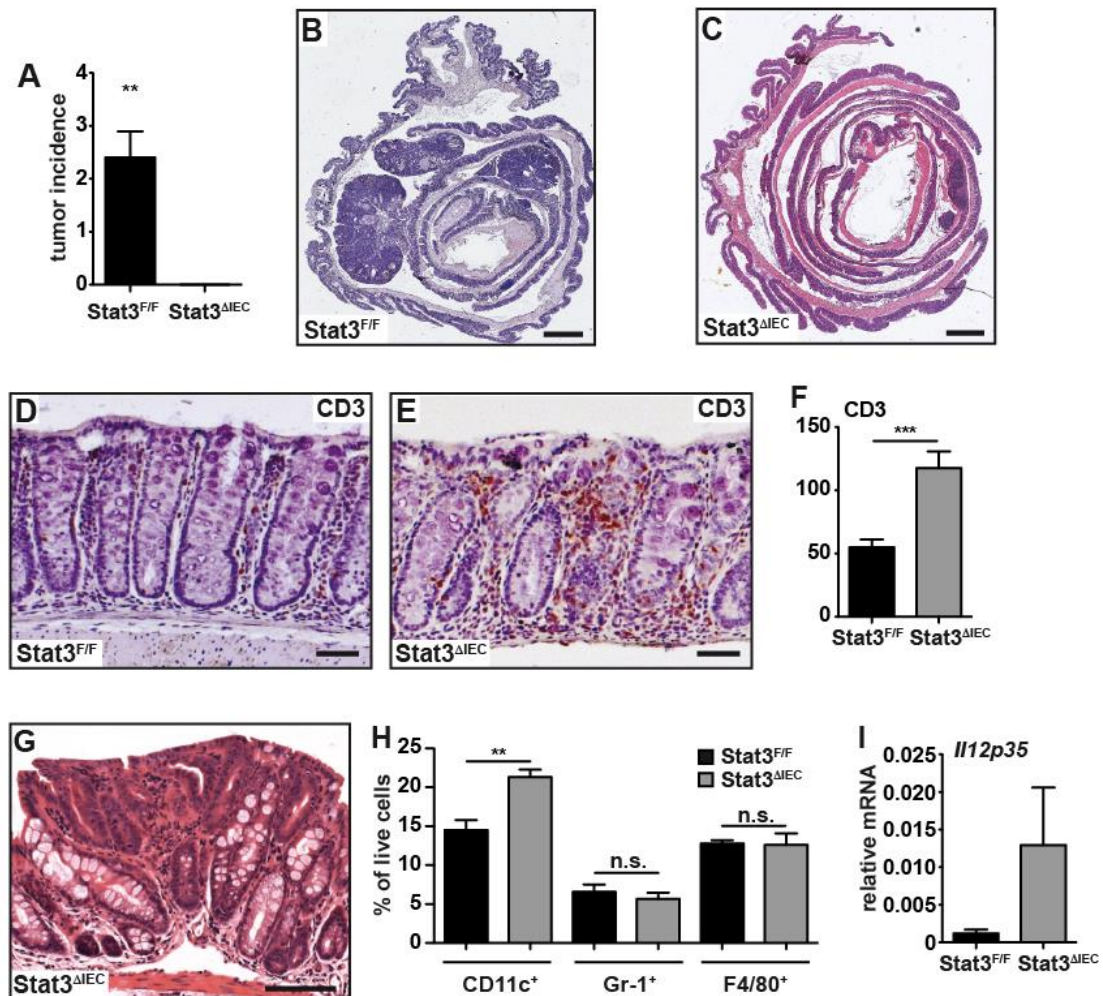 A
tumor incidence
4
3
2
1
0
**
Stat3F/F
Stat3ΔIEC
B
Stat3F/F
C
Stat3ΔIEC
D
CD3
Stat3F/F
E
CD3
Stat3ΔIEC
F
CD3
150
100
50
0
***
Stat3F/F
Stat3ΔIEC
G
Stat3ΔIEC
H
% of live cells
25
20
15
10
5
0
**
n.s.
n.s.
Stat3F/F
Stat3ΔIEC
CD11c+
Gr-1+
F4/80+
I
Il12p35
relative mRNA
0.025
0.020
0.015
0.010
0.005
0
Stat3F/F
Stat3ΔIEC